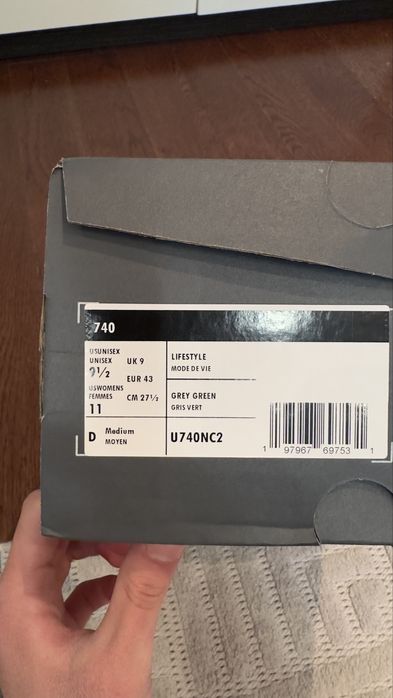 740
USUNISEX
UNISEX
9½
UK 9
EUR 43
USWOMENS
FEMMES
11
CM 27½
LIFESTYLE
MODE DE VIE
GREY GREEN
GRIS VERT
D Medium
MOYEN
U740NC2
1 97967 69753 1